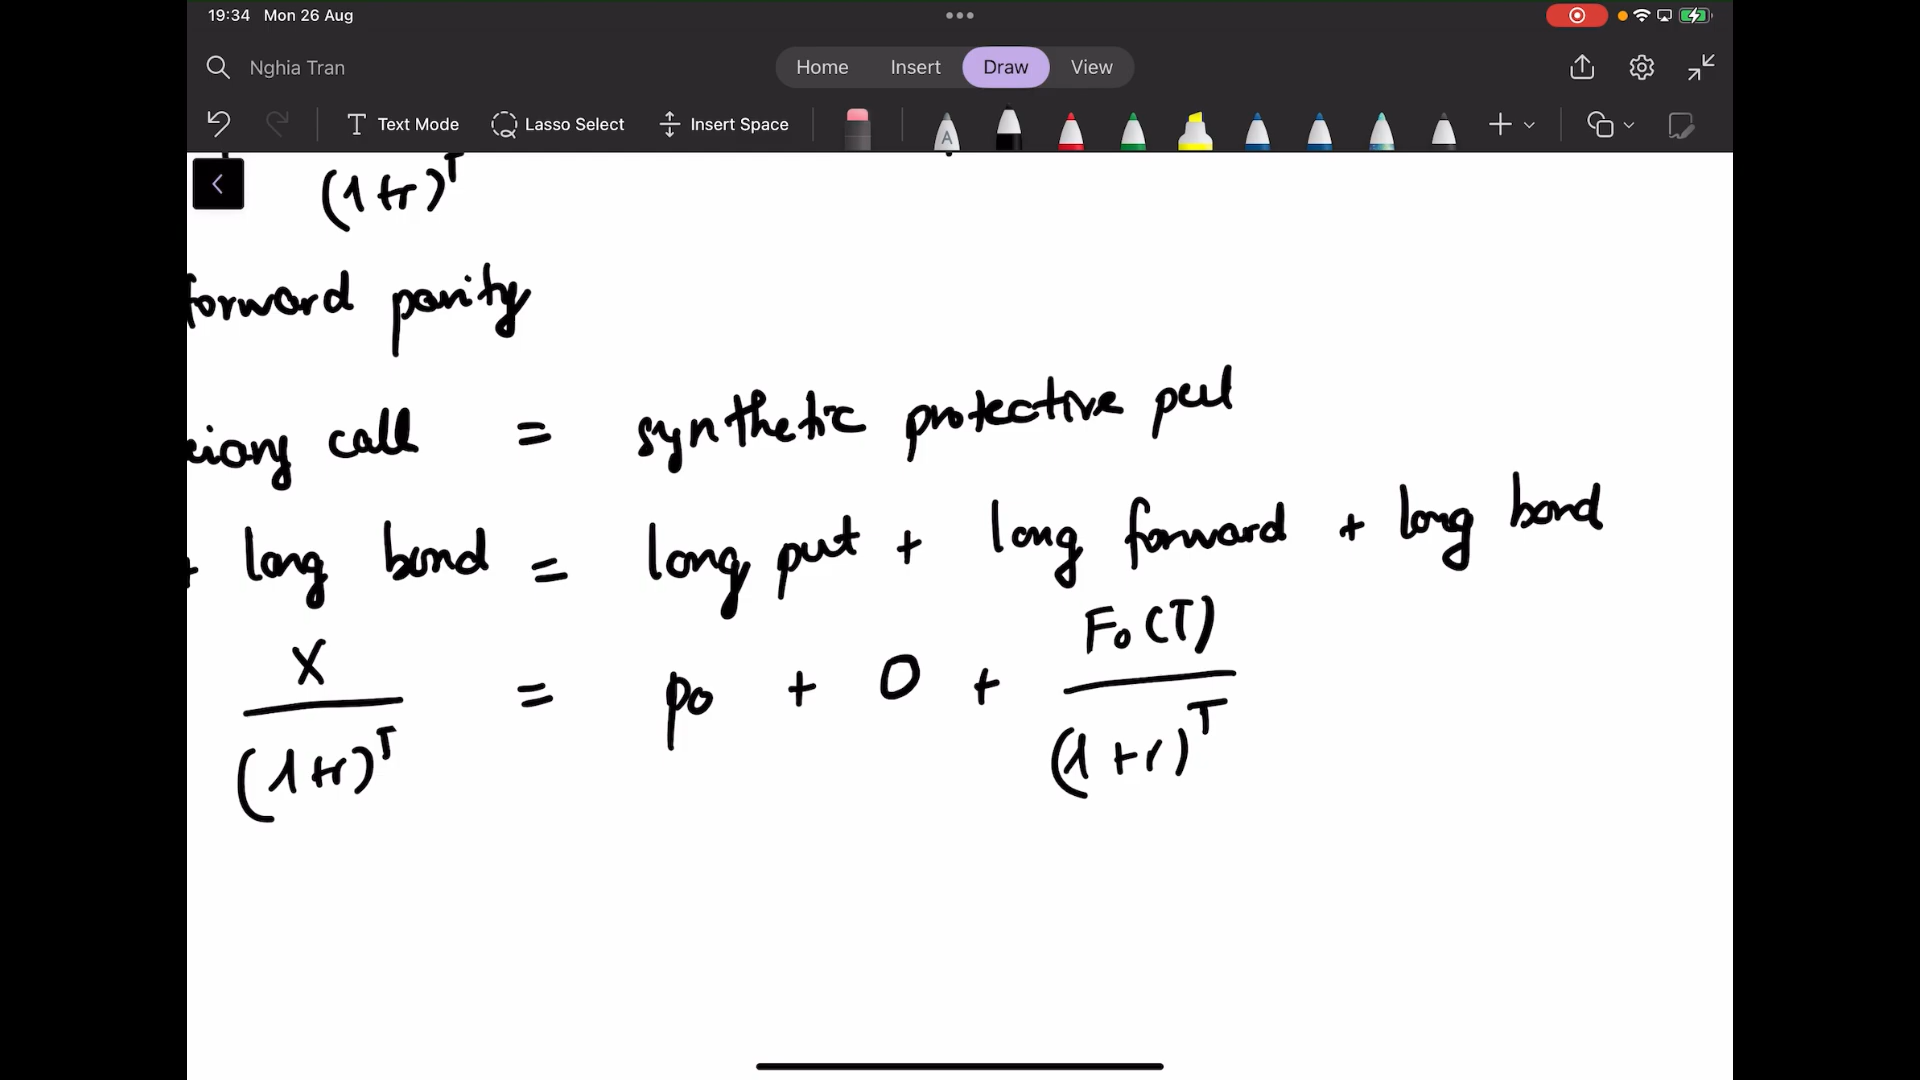 19:34 Mon 26 Aug
Nghia Tran
Home Insert Draw View
Text Mode Lasso Select Insert Space
(1+r)^T
forward parity
call = synthetic protective put
+ long bond = long put + long forward + long bond
X/(1+r)^T = p0 + 0 + F0(T)/(1+r)^T